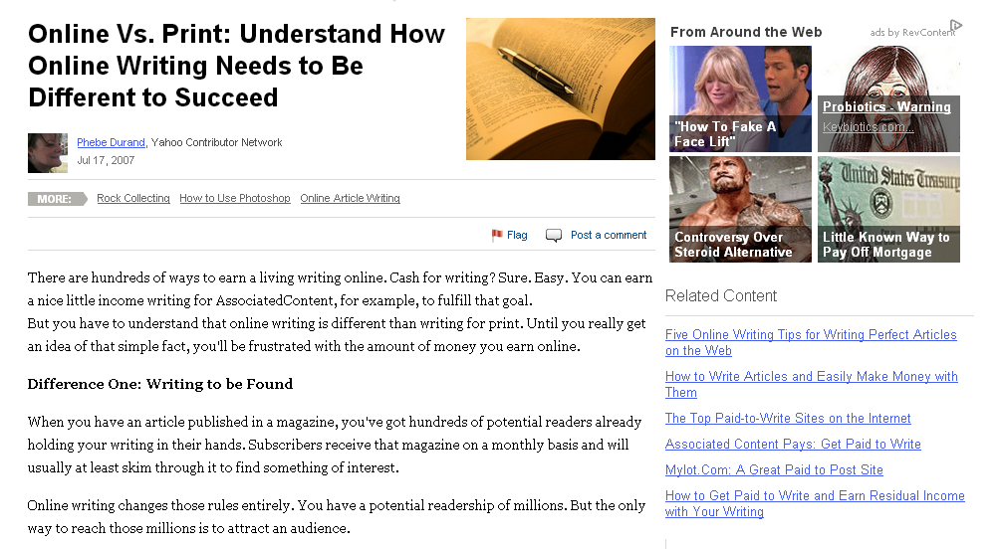 Online Vs. Print: Understand How
Online Writing Needs to Be
Different to Succeed
Phebe Durand, Yahoo Contributor Network
Jul 17, 2007
MORE: Rock Collecting How to Use Photoshop Online Article Writing
Flag Post a comment
There are hundreds of ways to earn a living writing online. Cash for writing? Sure. Easy. You can earn
a nice little income writing for AssociatedContent, for example, to fulfill that goal.
But you have to understand that online writing is different than writing for print. Until you really get
an idea of that simple fact, you'll be frustrated with the amount of money you earn online.
Difference One: Writing to be Found
When you have an article published in a magazine, you've got hundreds of potential readers already
holding your writing in their hands. Subscribers receive that magazine on a monthly basis and will
usually at least skim through it to find something of interest.
Online writing changes those rules entirely. You have a potential readership of millions. But the only
way to reach those millions is to attract an audience.
From Around the Web
ads by RevContent
"How To Fake A
Face Lift"
Probiotics - Warning
Keybiotics.com...
Controversy Over
Steroid Alternative
United States Treasury
Little Known Way to
Pay Off Mortgage
Related Content
Five Online Writing Tips for Writing Perfect Articles
on the Web
How to Write Articles and Easily Make Money with
Them
The Top Paid-to-Write Sites on the Internet
Associated Content Pays: Get Paid to Write
Mylot.Com: A Great Paid to Post Site
How to Get Paid to Write and Earn Residual Income
with Your Writing